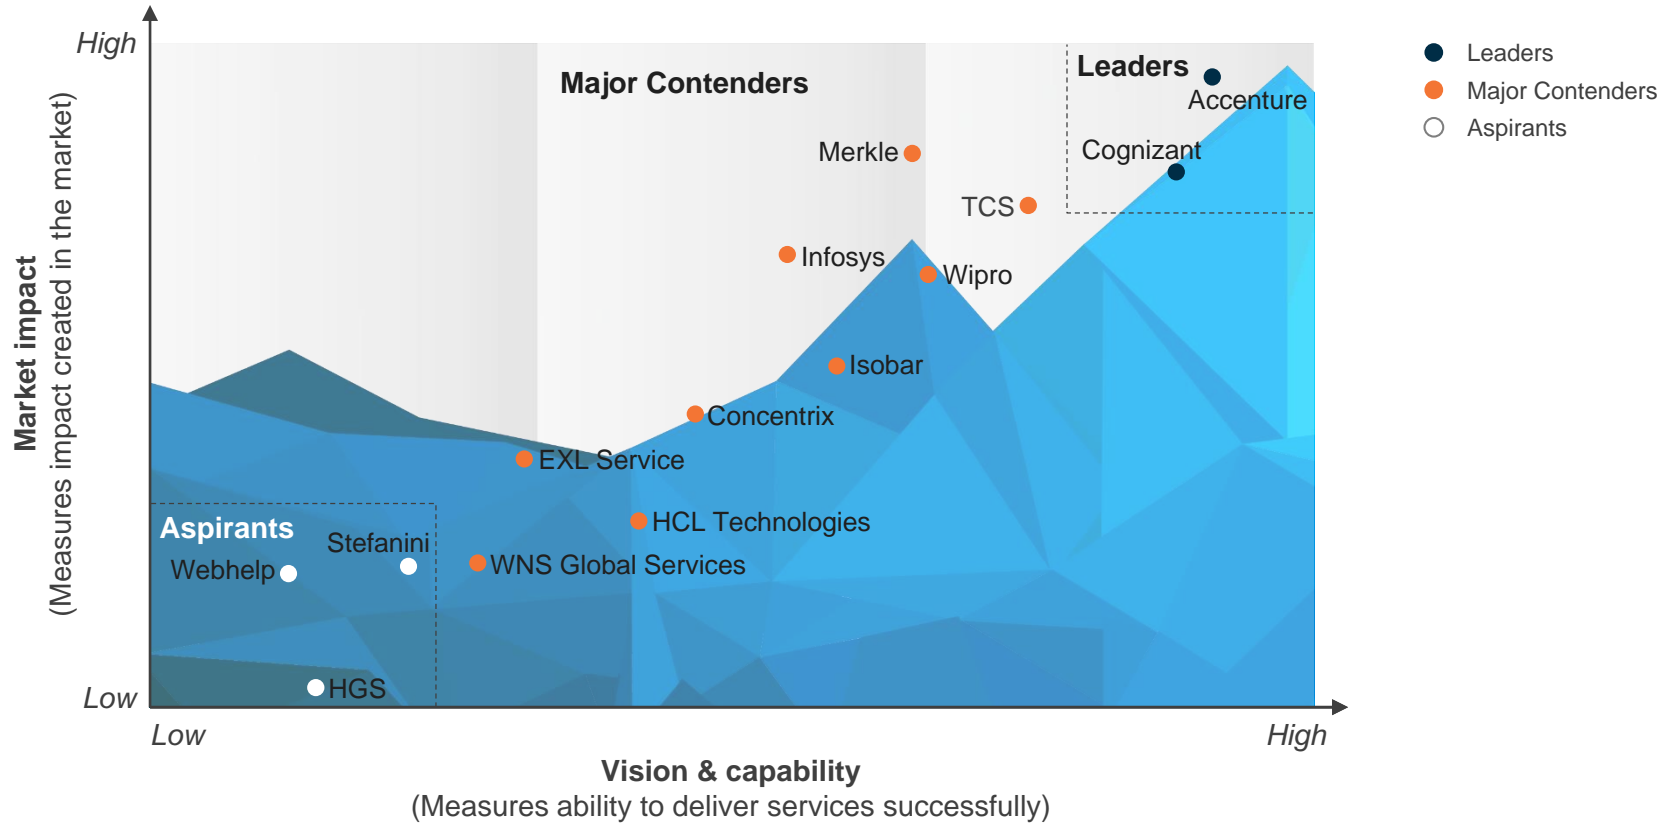 High
Major Contenders
Leaders
Accenture
Merkle
Cognizant
TCS
Infosys
Wipro
Isobar
Concentrix
EXL Service
HCL Technologies
WNS Global Services
Aspirants
Stefanini
Webhelp
HGS
Low
Market impact
(Measures impact created in the market)
Low
High
Vision & capability
(Measures ability to deliver services successfully)
Leaders
Major Contenders
Aspirants